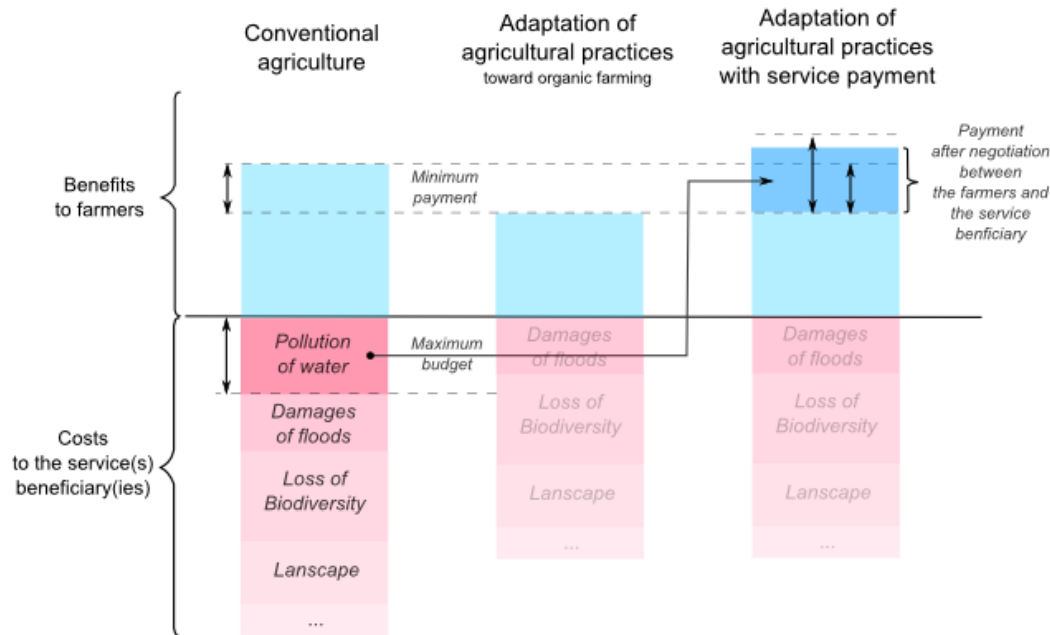 Conventional
agriculture
Adaptation of
agricultural practices
toward organic farming
Adaptation of
agricultural practices
with service payment
Benefits
to farmers
Minimum
payment
Payment
after negotiation
between
the farmers and
the service
benficiary
Costs
to the service(s)
beneficiary(ies)
Pollution
of water
Maximum
budget
Damages
of floods
Loss of
Biodiversity
Lanscape
...
Damages
of floods
Loss of
Biodiversity
Lanscape
...
Damages
of floods
Loss of
Biodiversity
Lanscape
...